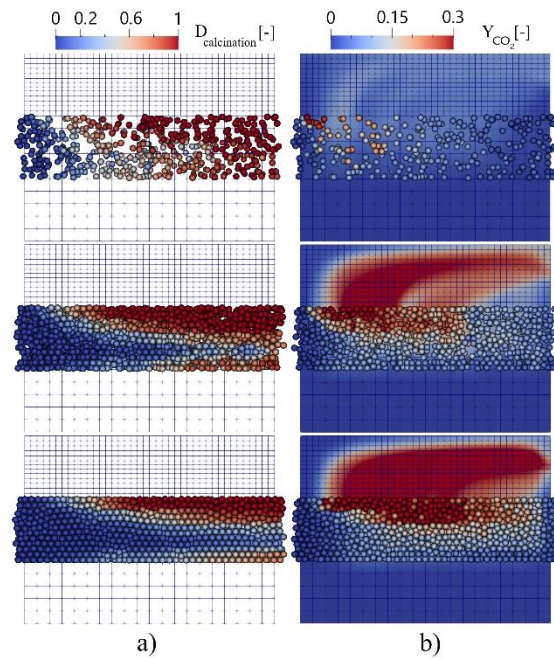 0 0.2 0.6 1 D_calcination [-]
0 0.15 0.3 Y_CO₂ [-]
a) b)